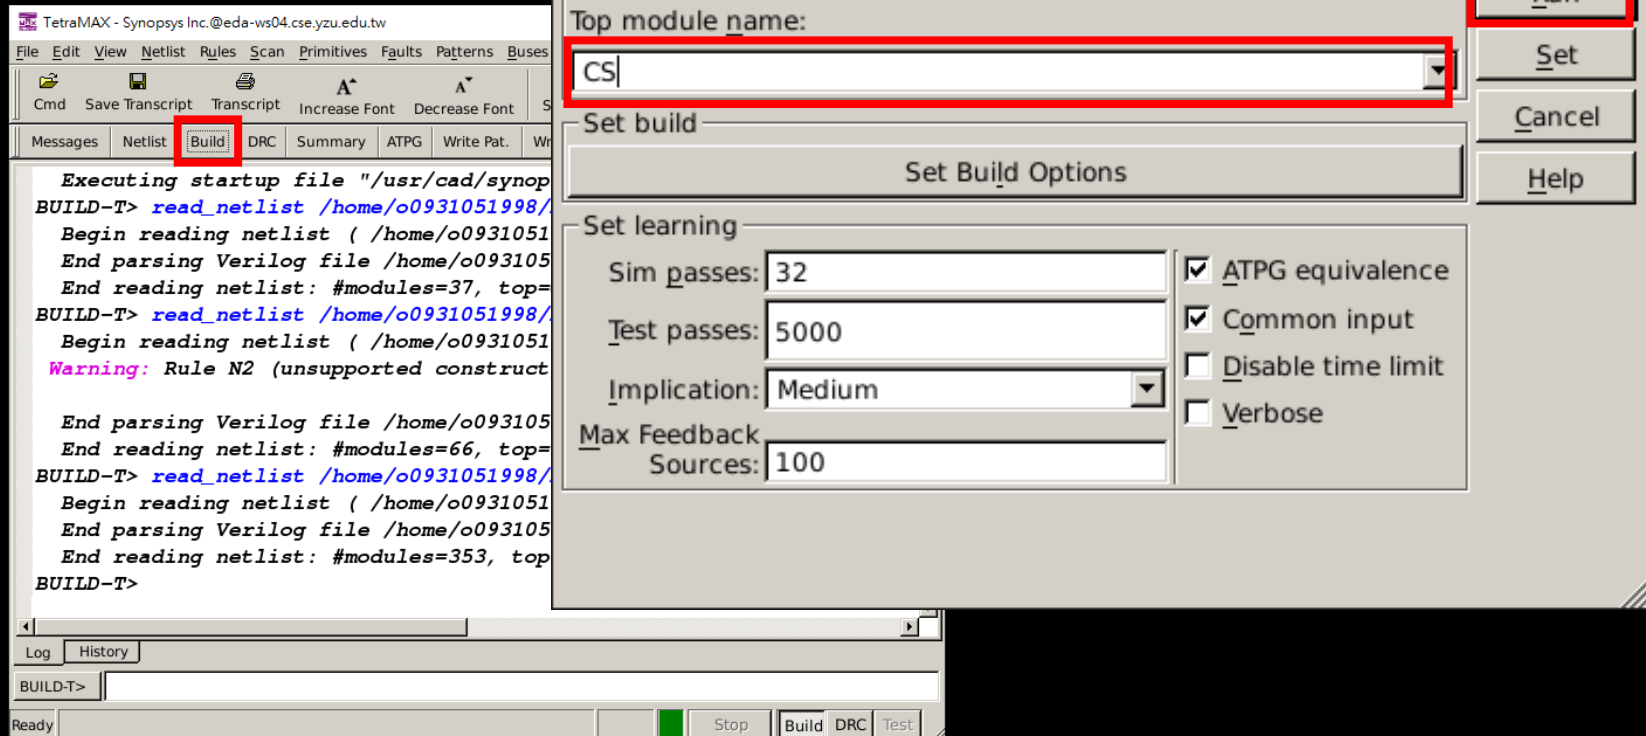 TetraMAX - Synopsys Inc.@eda-ws04.cse.yzu.edu.tw
File Edit View Netlist Rules Scan Primitives Faults Patterns Buses
Cmd Save Transcript Transcript Increase Font Decrease Font
Messages Netlist Build DRC Summary ATPG Write Pat.
Executing startup file "/usr/cad/synop
BUILD-T> read_netlist /home/o0931051998/
Begin reading netlist ( /home/o0931051
End parsing Verilog file /home/o093105
End reading netlist: #modules=37, top=
BUILD-T> read_netlist /home/o0931051998/
Begin reading netlist ( /home/o0931051
Warning: Rule N2 (unsupported construct
End parsing Verilog file /home/o093105
End reading netlist: #modules=66, top=
BUILD-T> read_netlist /home/o0931051998/
Begin reading netlist ( /home/o0931051
End parsing Verilog file /home/o093105
End reading netlist: #modules=353, top
BUILD-T>
Log History
BUILD-T>
Ready Stop Build DRC Test
Top module name:
CS
Set build
Set Build Options
Set learning
Sim passes: 32
Test passes: 5000
Implication: Medium
Max Feedback
Sources: 100
ATPG equivalence
Common input
Disable time limit
Verbose
Run
Set
Cancel
Help